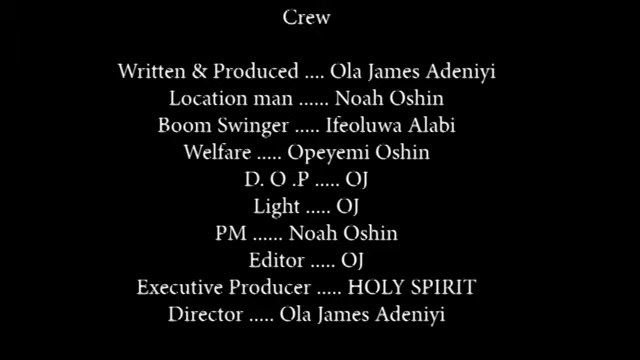 Crew
Written & Produced .... Ola James Adeniyi
Location man ...... Noah Oshin
Boom Swinger ..... Ifeoluwa Alabi
Welfare ..... Opeyemi Oshin
D. O .P ..... OJ
Light ..... OJ
PM ...... Noah Oshin
Editor ..... OJ
Executive Producer ..... HOLY SPIRIT
Director ..... Ola James Adeniyi